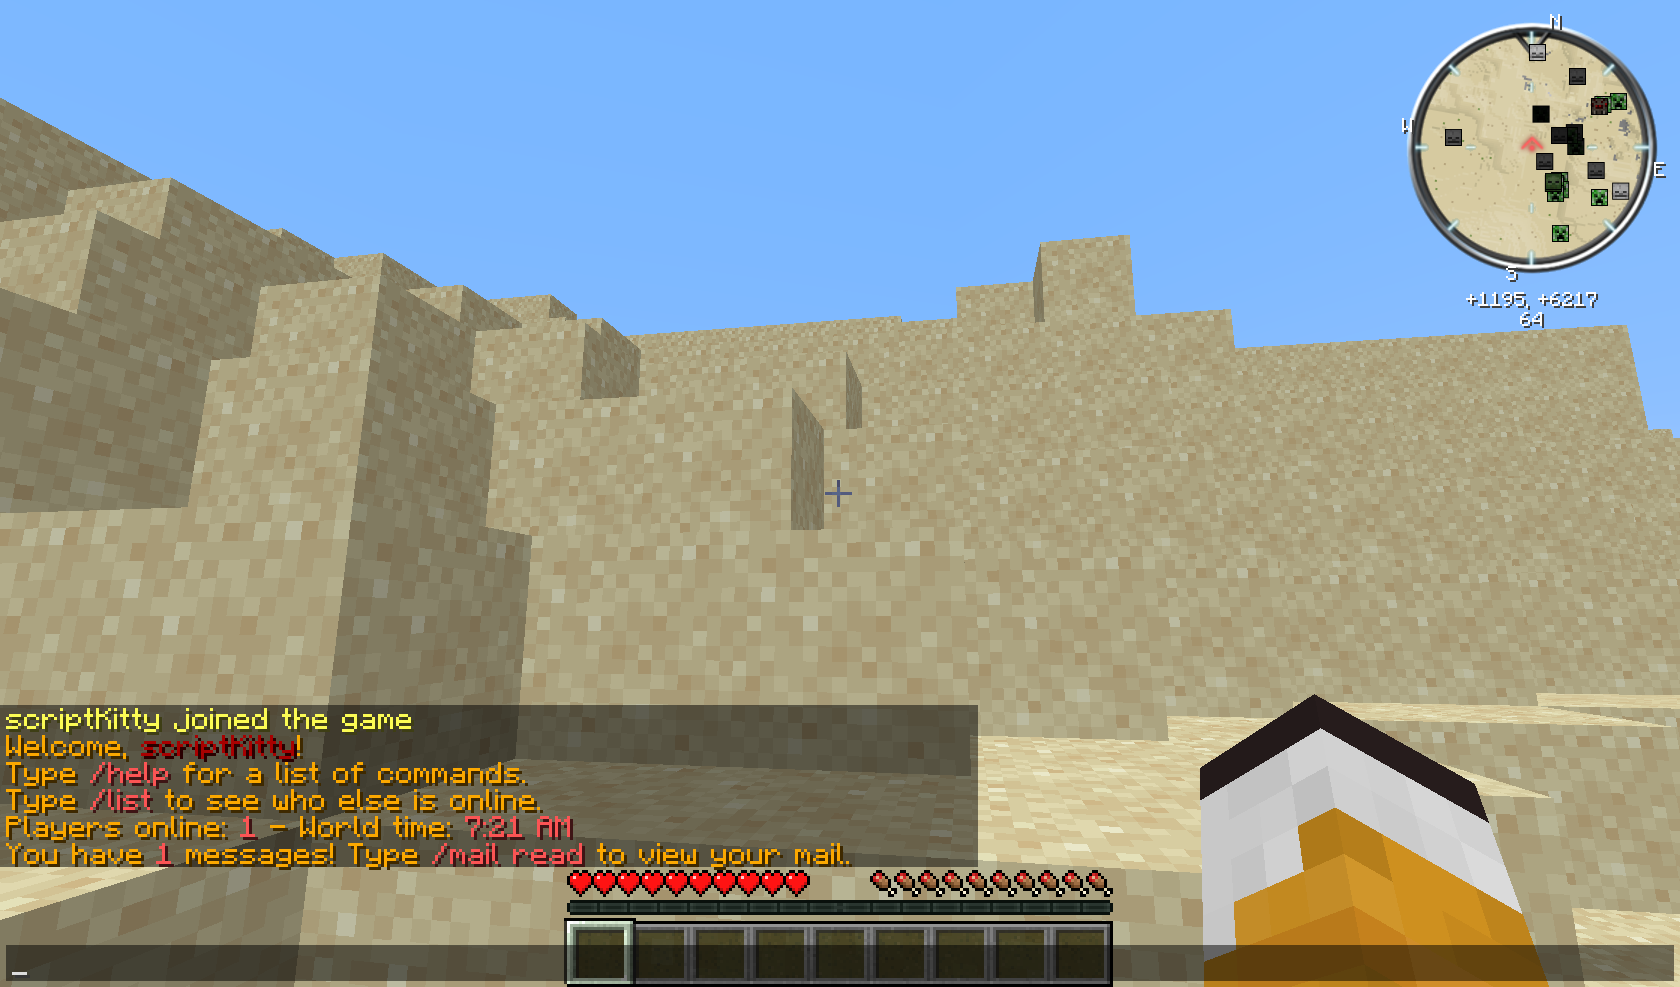 N
W
E
S
+1195, +6217
64
scriptKitty joined the game
Welcome, scriptKitty!
Type /help for a list of commands.
Type /list to see who else is online.
Players online: 1 - World time: 7:21 AM
You have 1 messages! Type /mail read to view your mail.
_